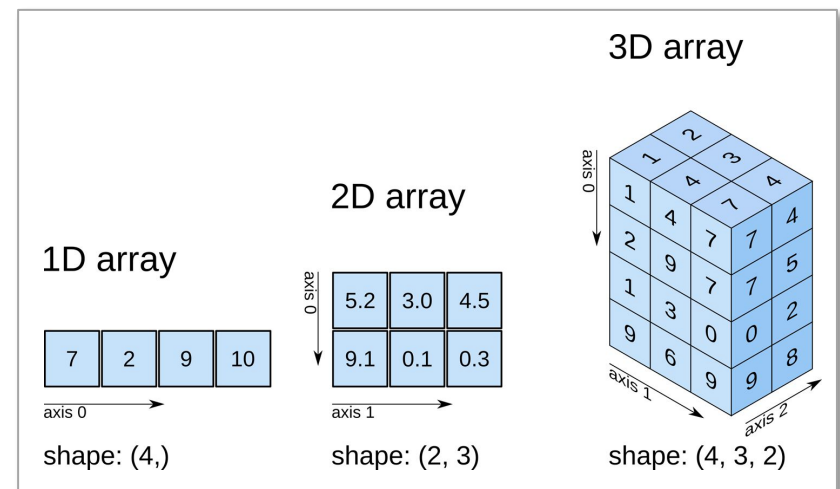 3D array
2D array
1D array
7 2 9 10
axis 0
shape: (4,)
axis 0
5.2 3.0 4.5
9.1 0.1 0.3
axis 1
shape: (2, 3)
axis 0
1 2
4 3
7 4
1 4 7
2 9 7
1 3 0
9 6 9
7 4
7 5
0 2
9 8
axis 1
axis 2
shape: (4, 3, 2)